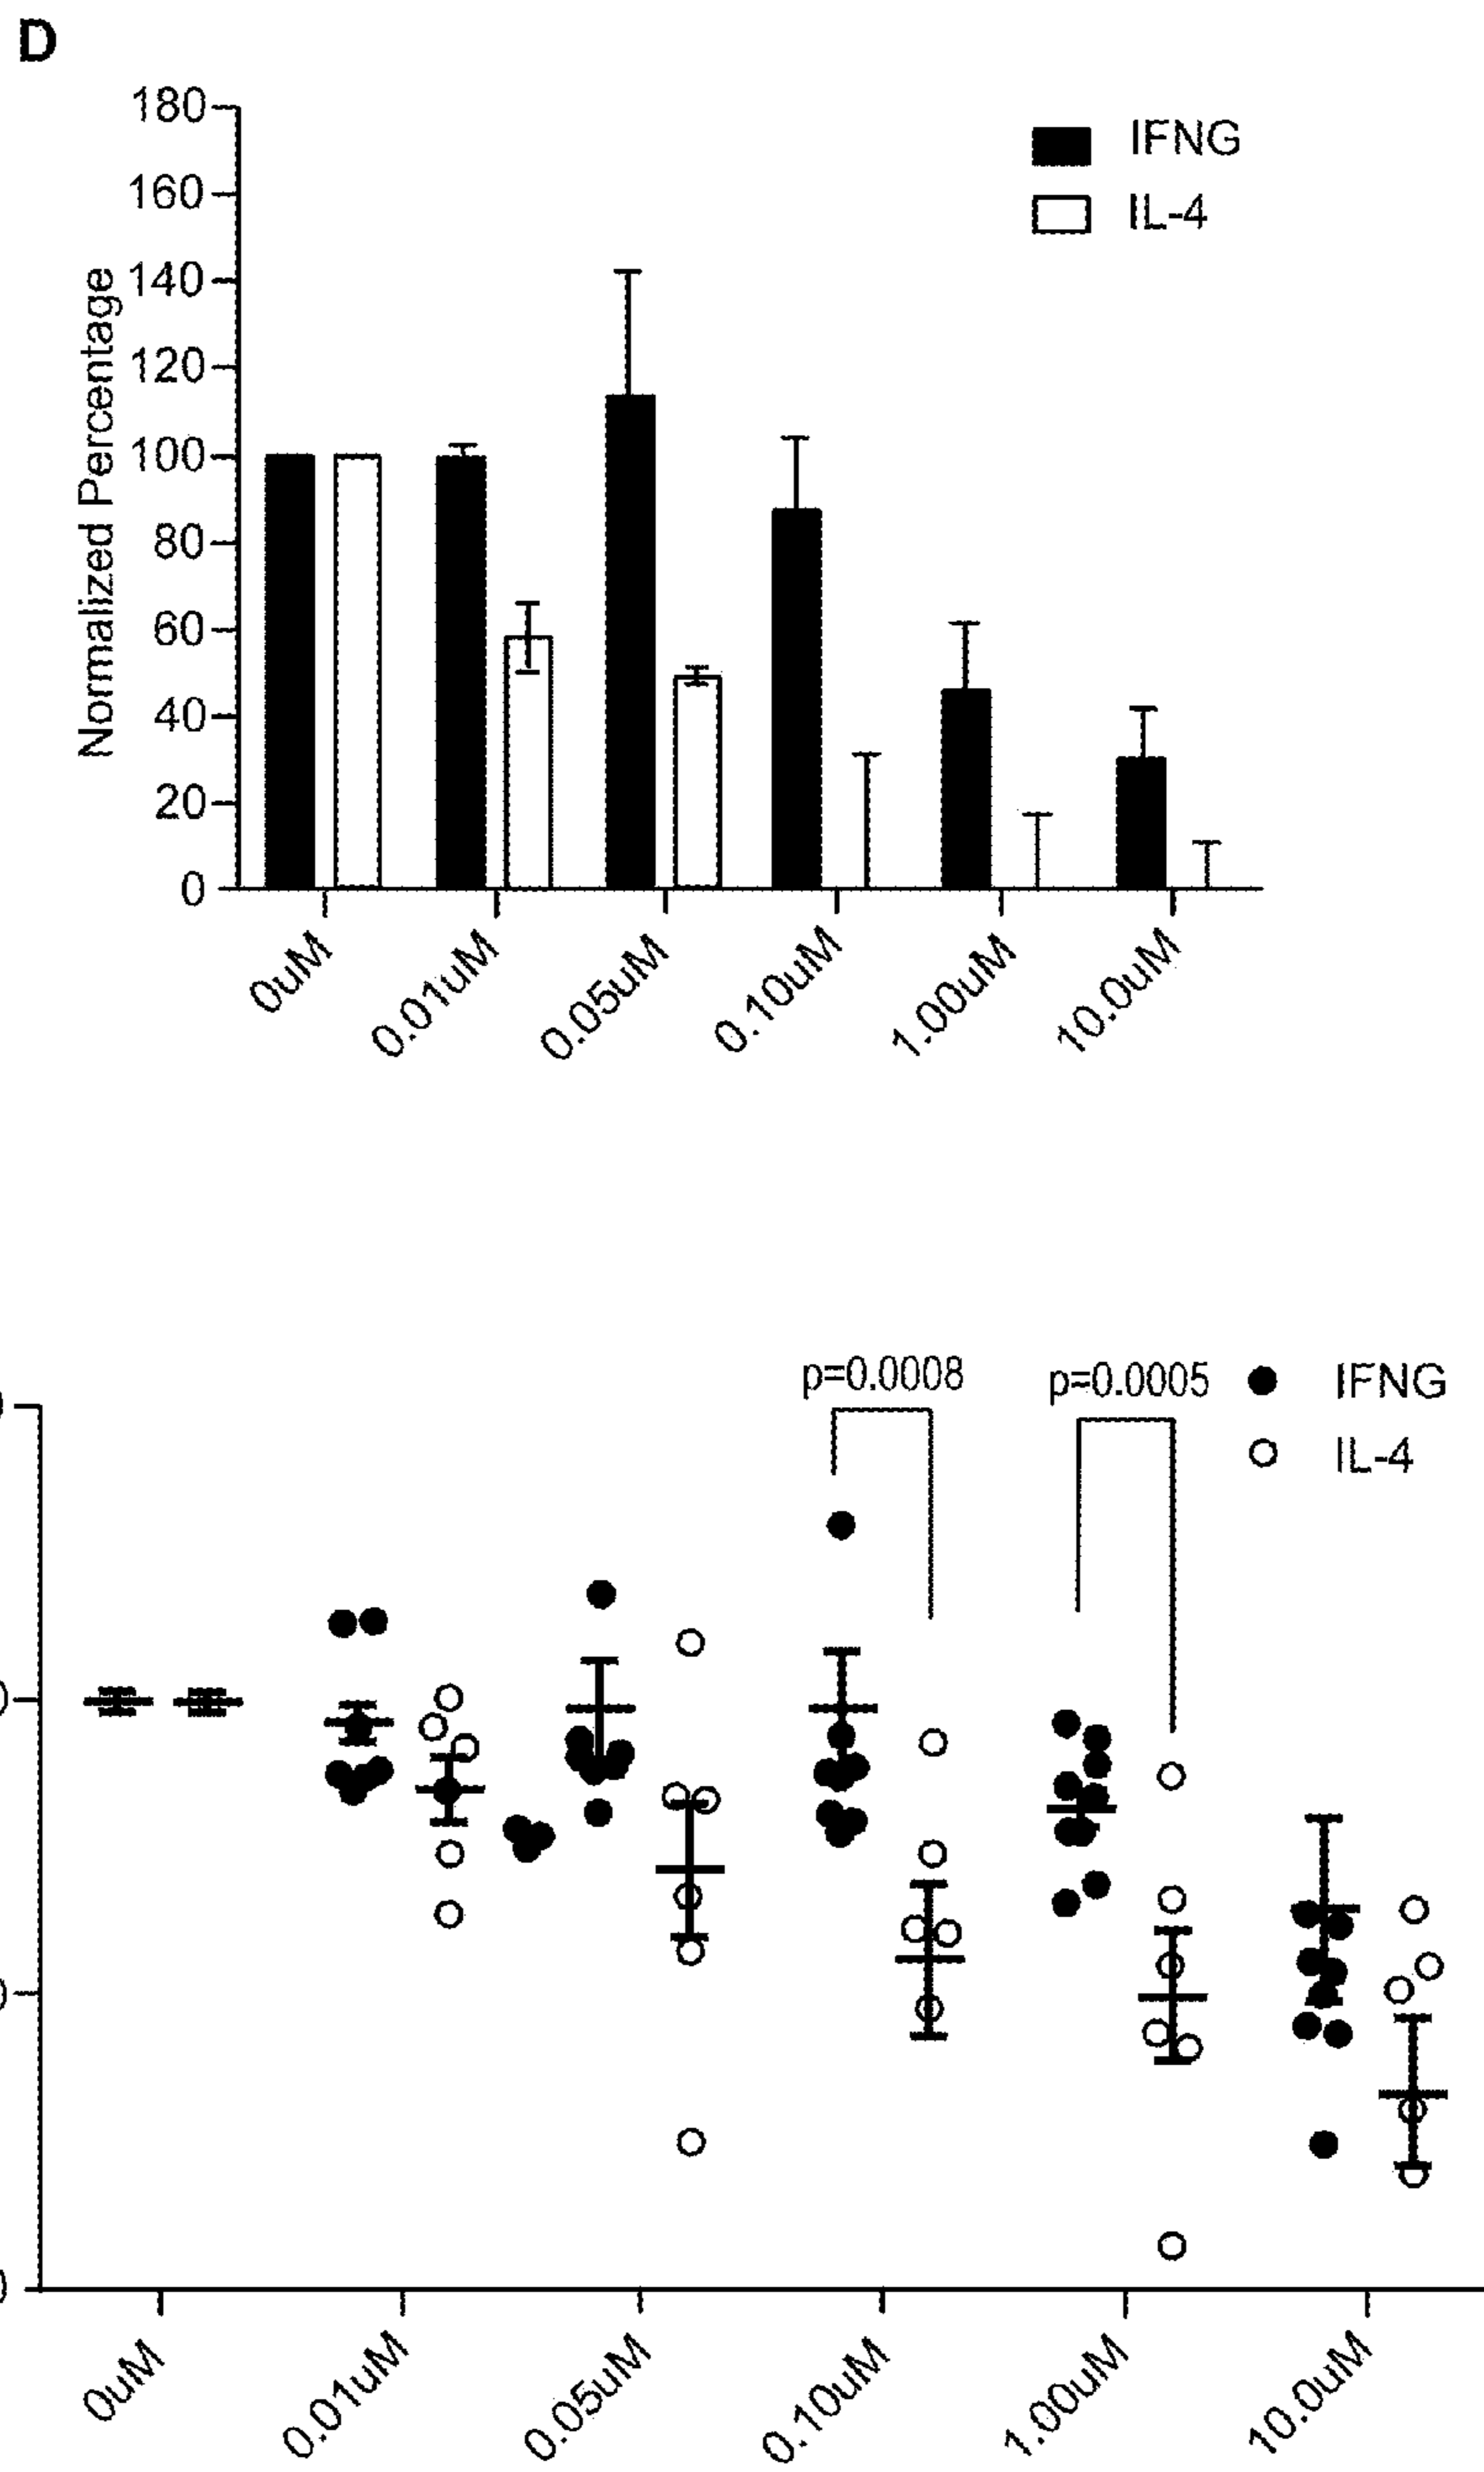 D
180
160
140
120
100
80
60
40
20
0
Normalized Percentage
IFNG
IL-4
0uM
0.01uM
0.05uM
0.10uM
1.00uM
10.0uM
p=0.0008
p=0.0005
IFNG
IL-4
0uM
0.01uM
0.05uM
0.10uM
1.00uM
10.0uM